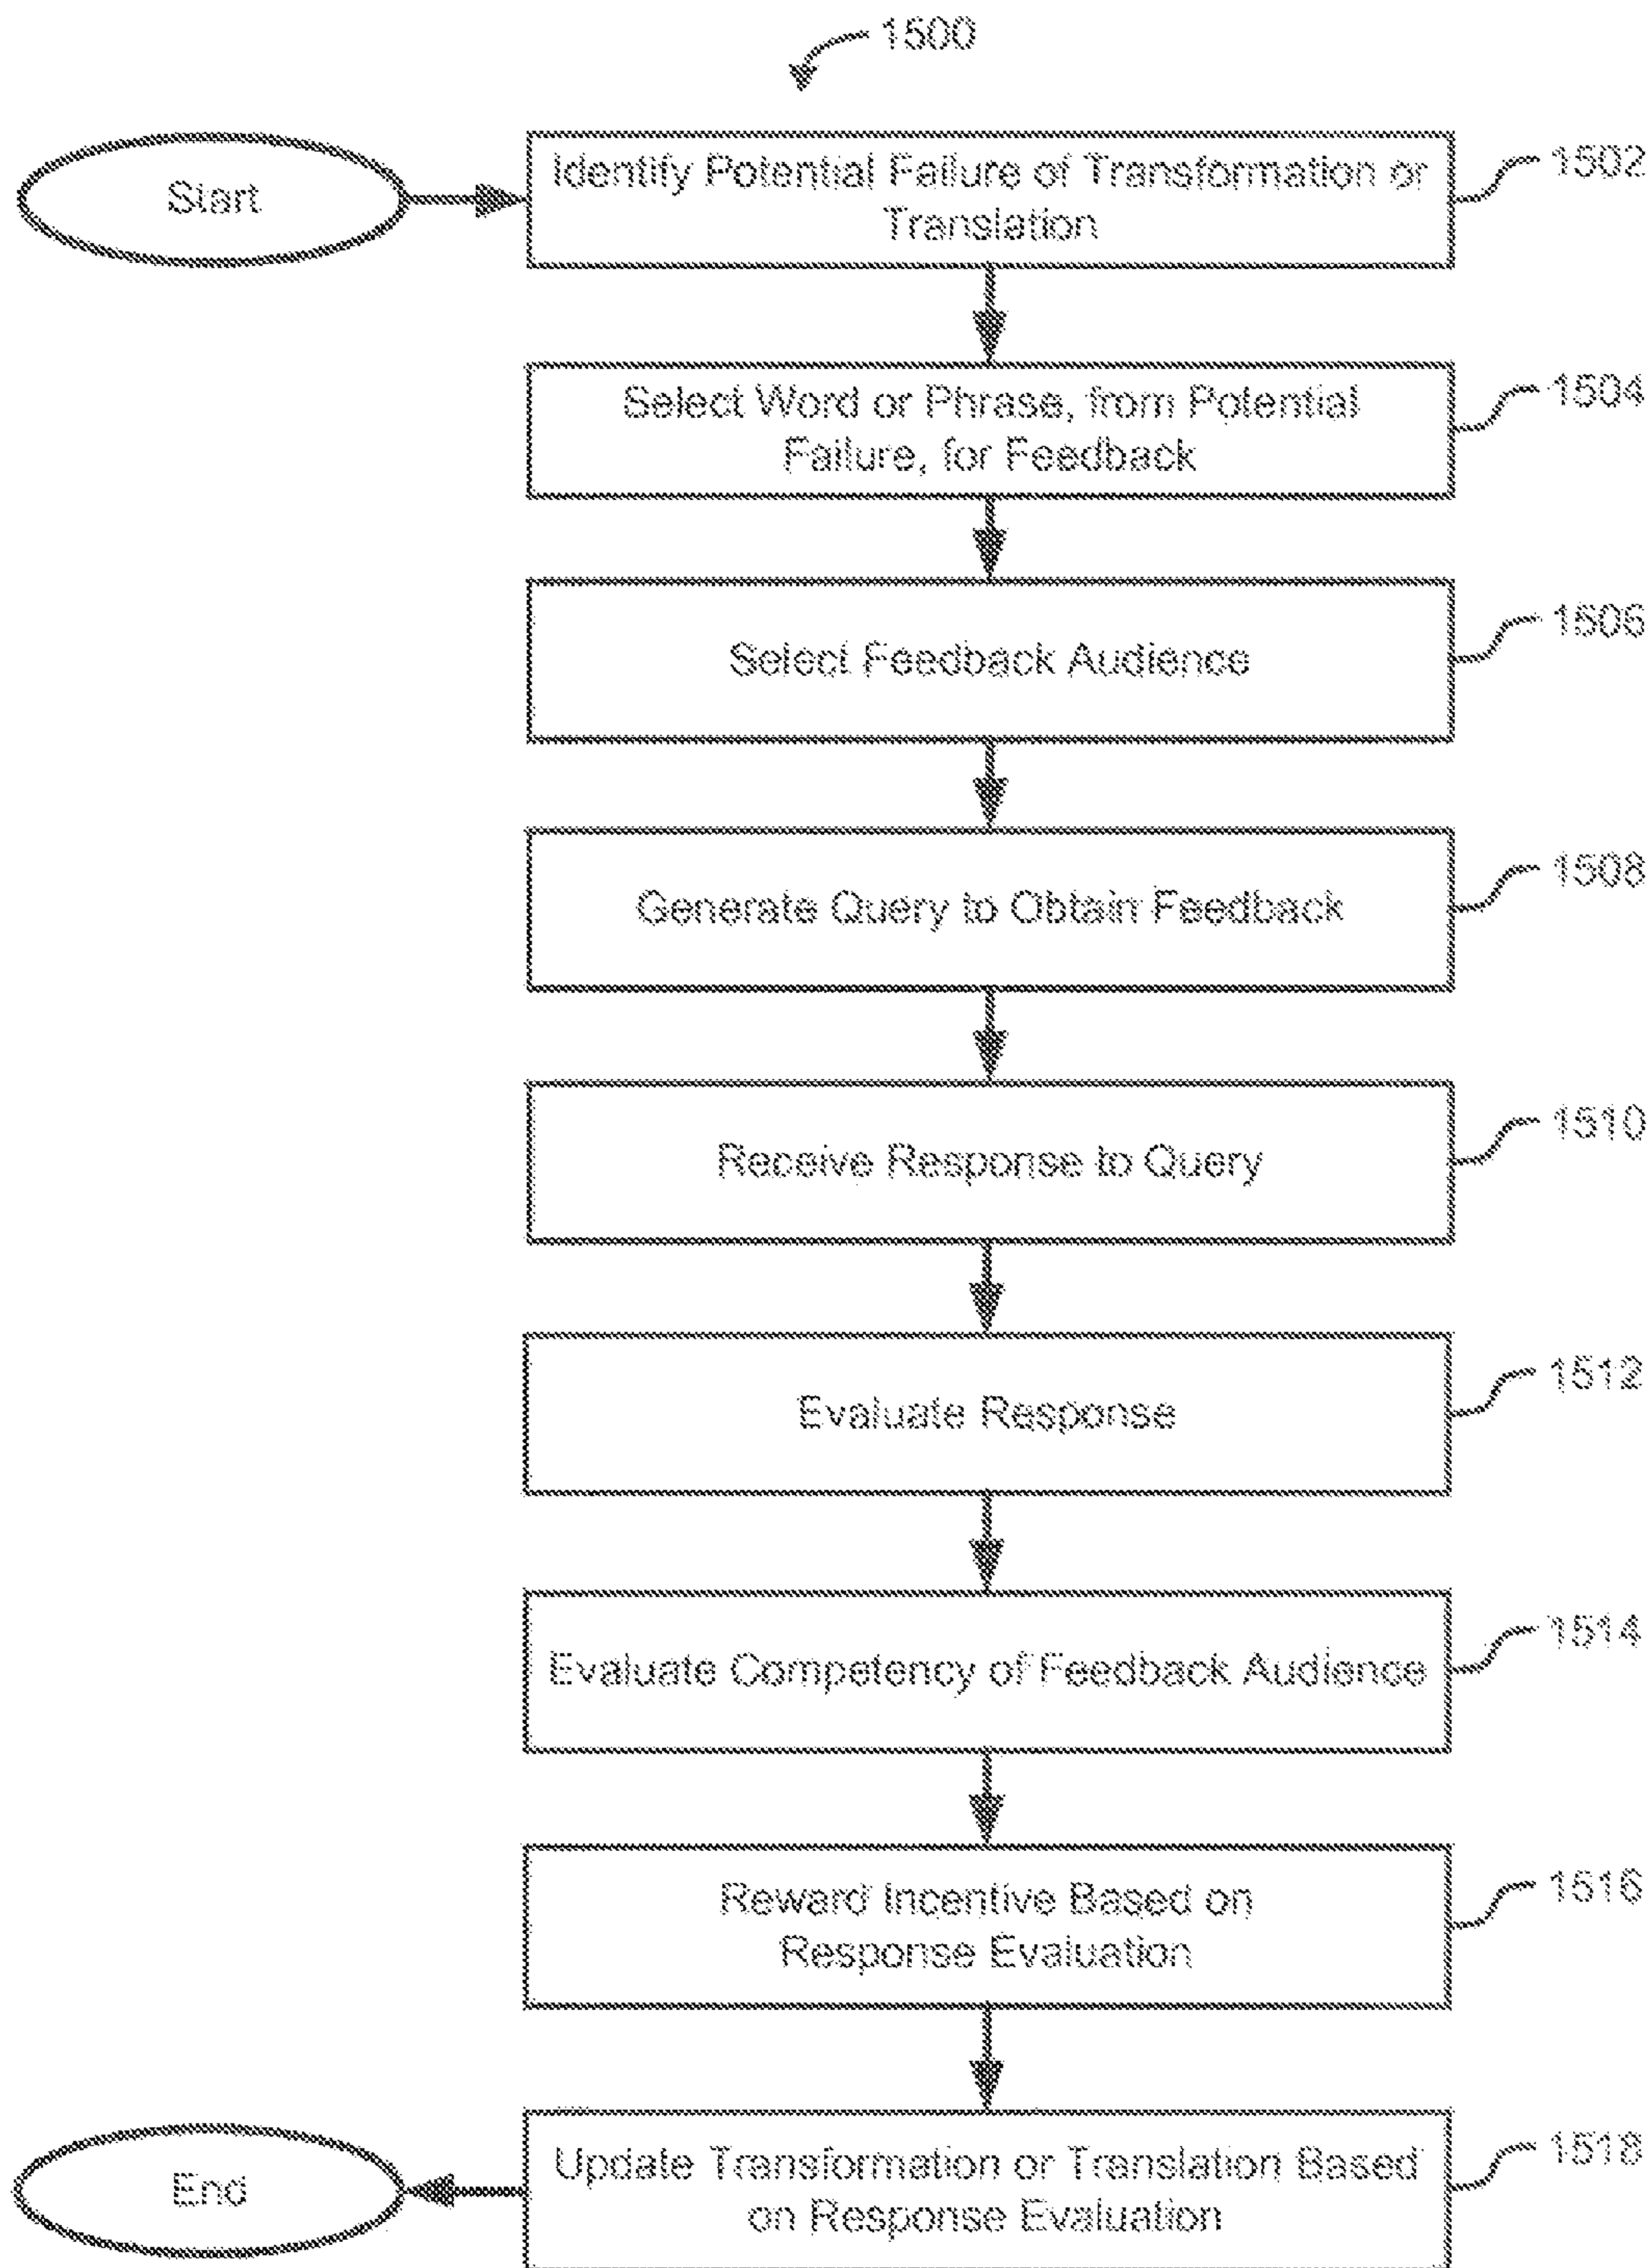 1500
Start
Identify Potential Failure of Transformation or
Translation
1502
Select Word or Phrase, from Potential
Failure, for Feedback
1504
Select Feedback Audience
1506
Generate Query to Obtain Feedback
1508
Receive Response to Query
1510
Evaluate Response
1512
Evaluate Competency of Feedback Audience
1514
Reward Incentive Based on
Response Evaluation
1516
Update Transformation or Translation Based
on Response Evaluation
1518
End